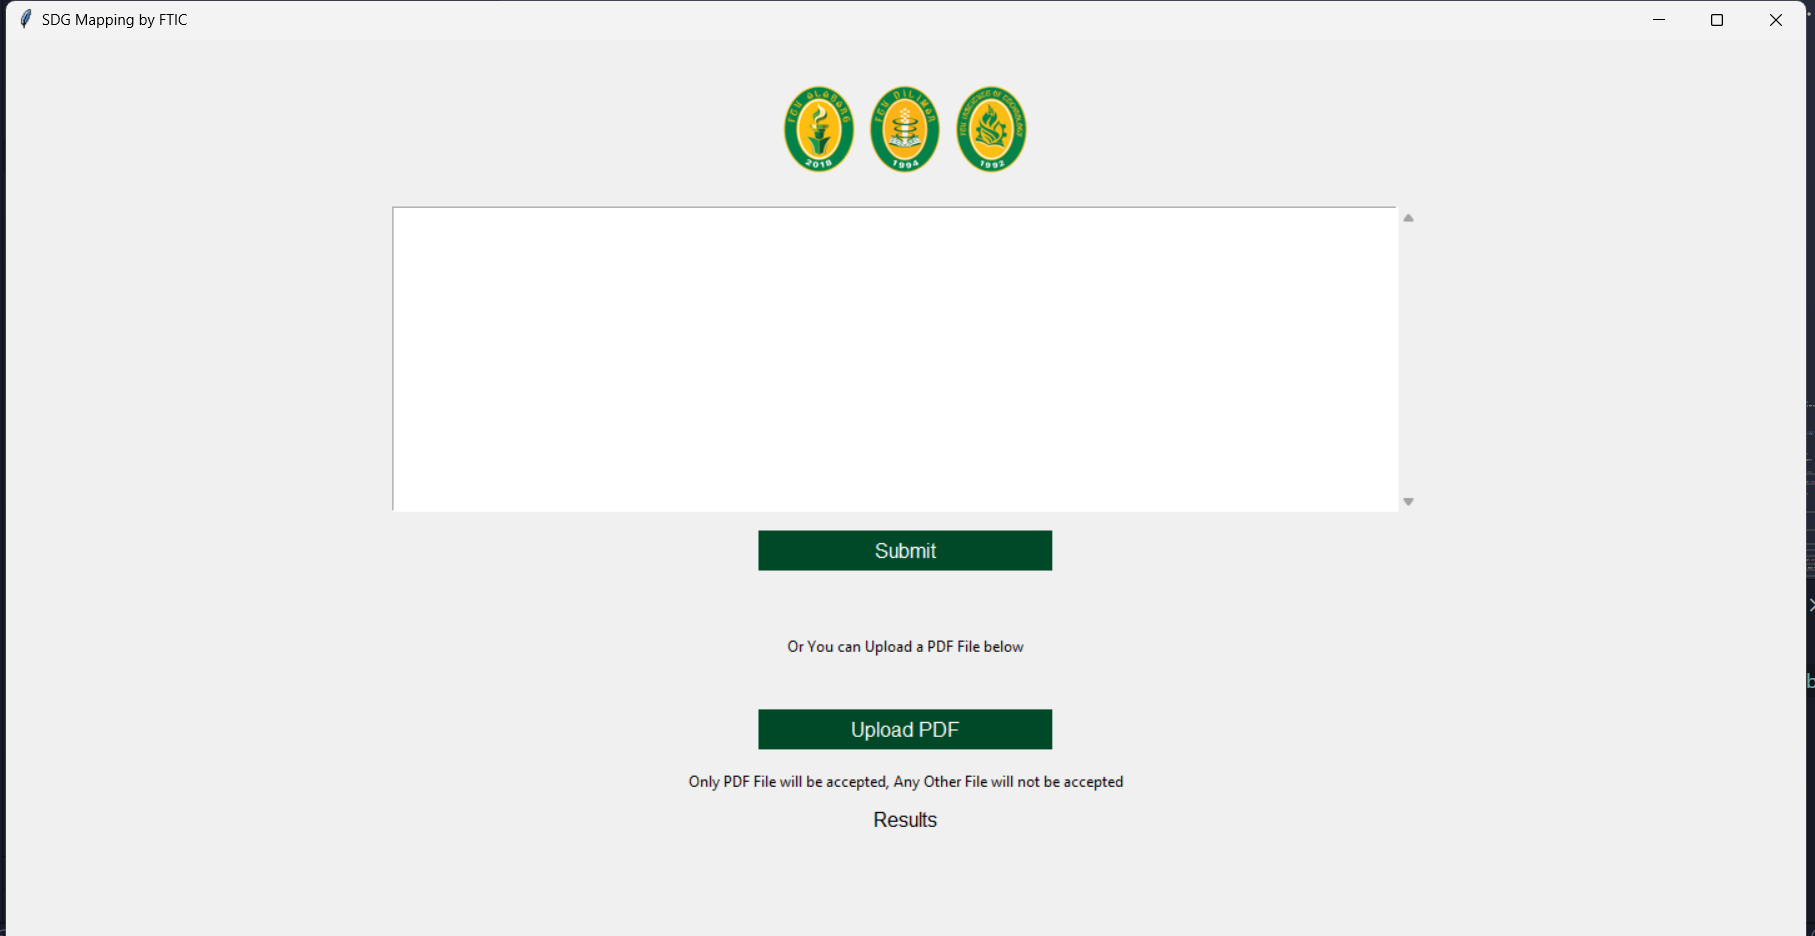 SDG Mapping by FTIC
FEU ALABANG
2018
FEU DILIMAN
1994
FEU INSTITUTE OF TECHNOLOGY
1992
Submit
Or You can Upload a PDF File below
Upload PDF
Only PDF File will be accepted, Any Other File will not be accepted
Results